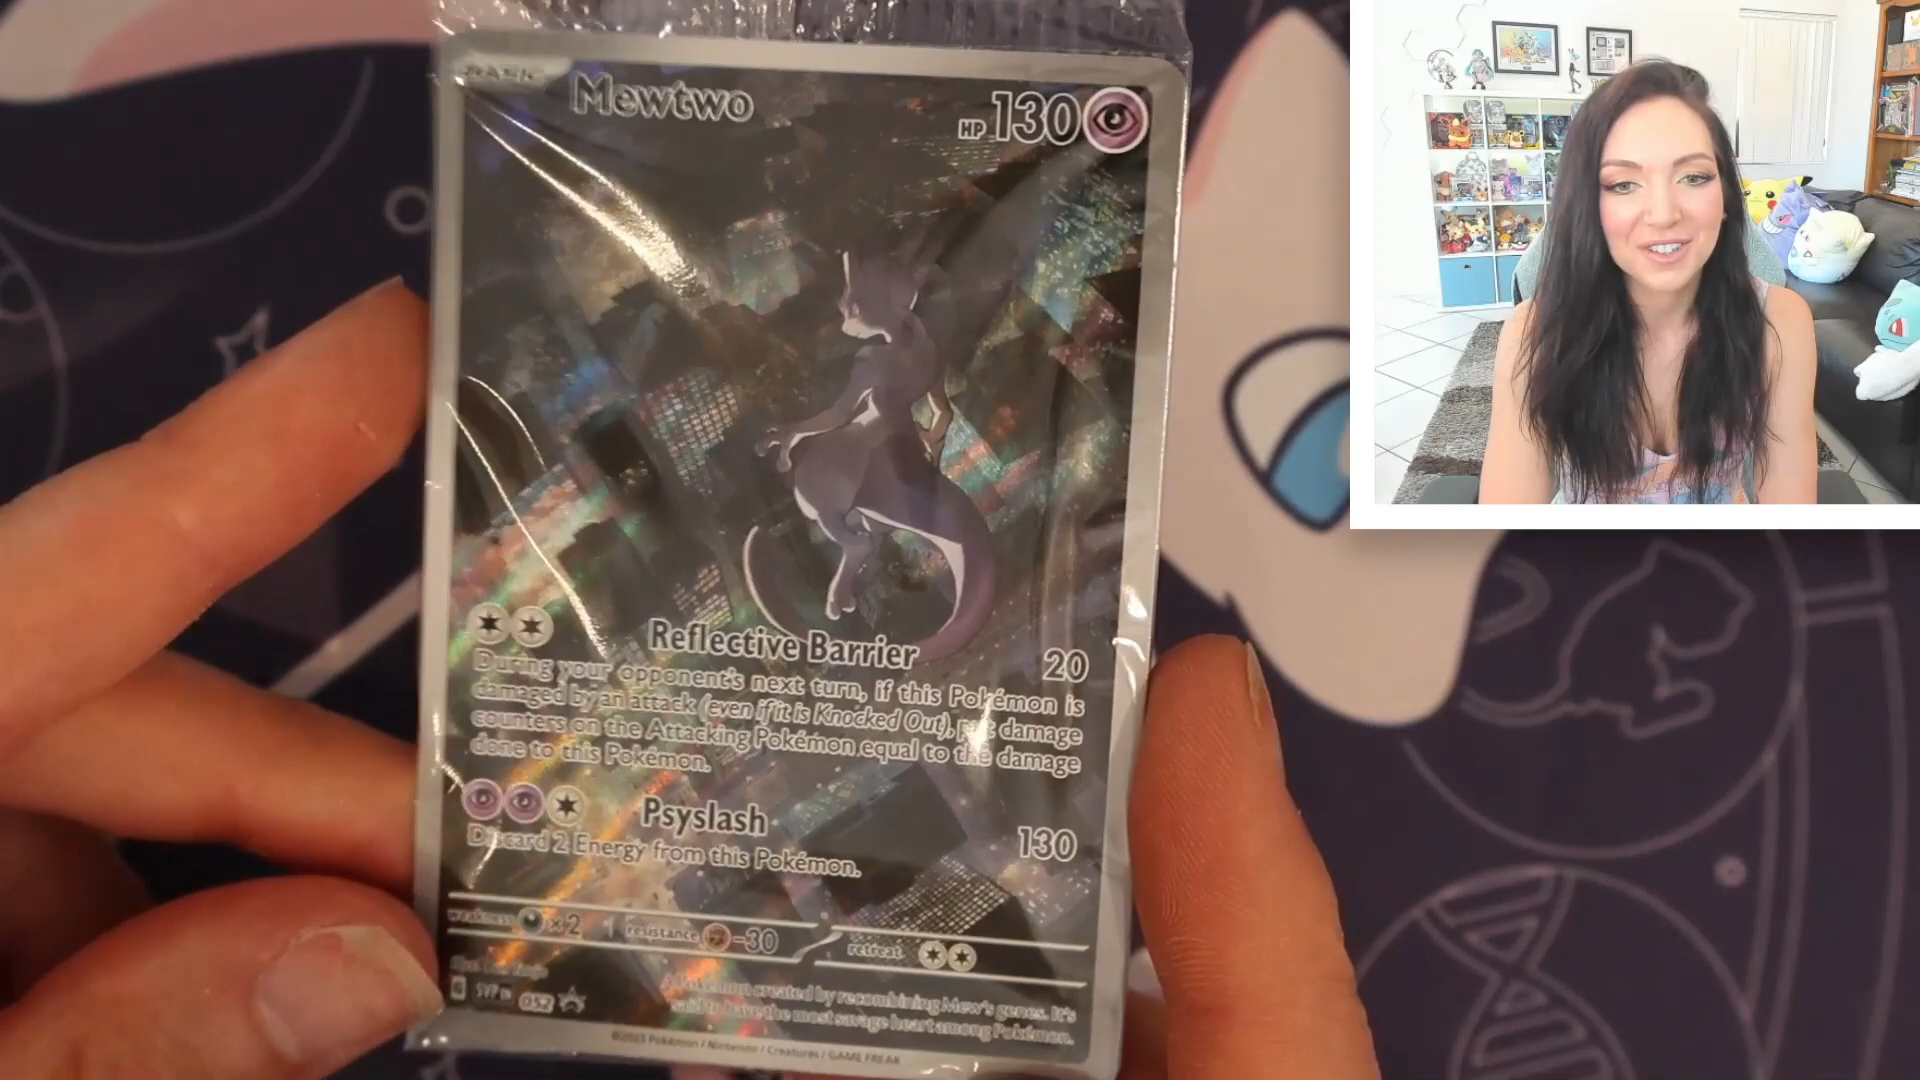 Mewtwo
HP 130
Reflective Barrier 20
During your opponent's next turn, if this Pokémon is
damaged by an attack (even if it is Knocked Out), put damage
counters on the Attacking Pokémon equal to the damage
done to this Pokémon.
Psyslash 130
Discard 2 Energy from this Pokémon.
weakness ×2 resistance -30 retreat
SVP EN 052
A Pokémon created by recombining Mew's genes. It's
said to have the most savage heart among Pokémon.
©2023 Pokémon / Nintendo / Creatures / GAME FREAK